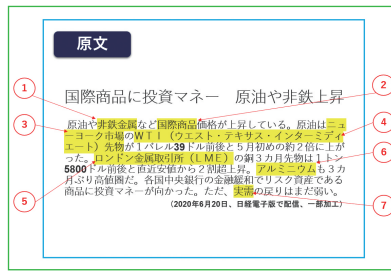 原文
国際商品に投資マネー 原油や非鉄上昇
原油や非鉄金属など国際商品価格が上昇している。原油はニュ
ーヨーク市場のWTI(ウエスト・テキサス・インターミディ
エート)先物が1バレル39ドル前後と5月初めの約2倍に上が
った。ロンドン金属取引所(LME)の銅3カ月先物は1トン
5800ドル前後と直近安値から2割超上昇。アルミニウムも3カ
月ぶり高値圏だ。各国中央銀行の金融緩和でリスク資産である
商品に投資マネーが向かった。ただ、実需の戻りはまだ弱い。
(2020年6月20日、日経電子版で配信、一部加工)
1
2
3
4
5
6
7